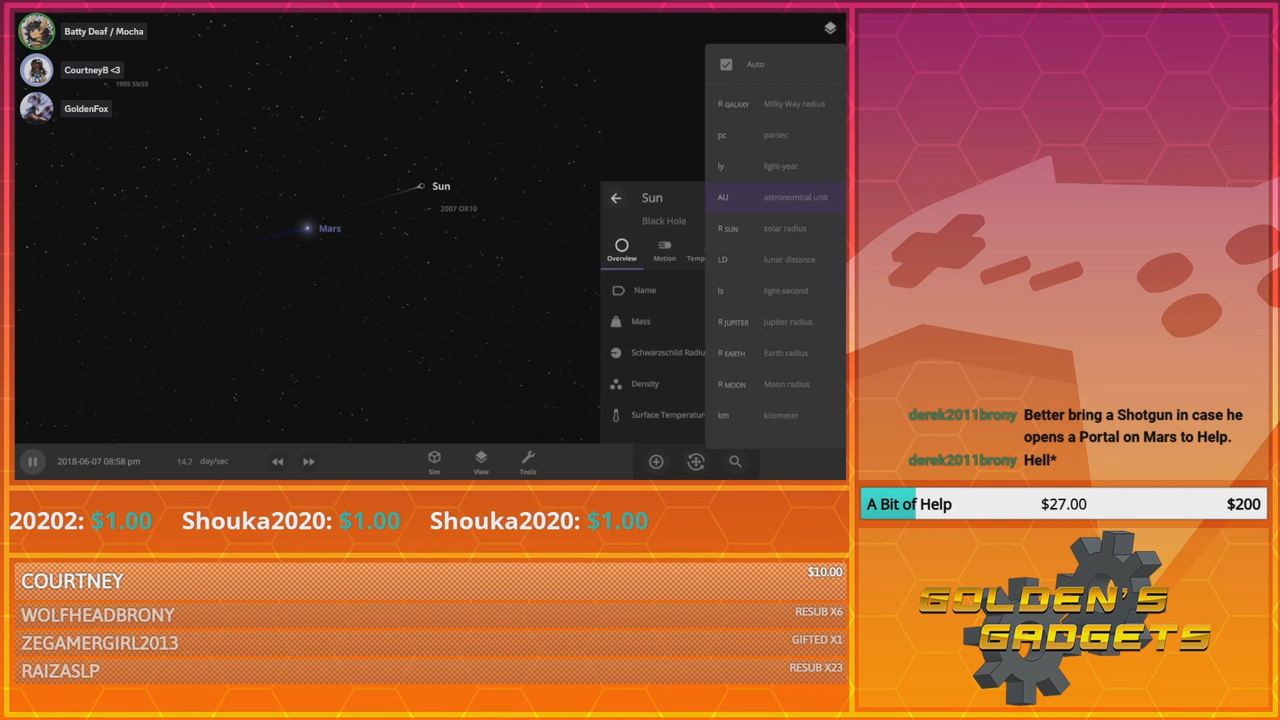 Batty Deaf / Mocha
CourtneyB <3
1995 SN55
GoldenFox
Sun
2007 OR10
Mars
Sun
Black Hole
Overview
Motion
Temp
Name
Mass
Schwarzschild Radiu
Density
Surface Temperatur
Auto
R GALAXY Milky Way radius
pc parsec
ly light-year
AU astronomical unit
R SUN solar radius
LD lunar distance
ls light-second
R JUPITER Jupiter radius
R EARTH Earth radius
R MOON Moon radius
km kilometer
2018-06-07 08:58 pm
14.7 day/sec
Sim
View
Tools
derek2011brony Better bring a Shotgun in case he
opens a Portal on Mars to Help.
derek2011brony Hell*
A Bit of Help $27.00 $200
20202: $1.00 Shouka2020: $1.00 Shouka2020: $1.00
COURTNEY $10.00
WOLFHEADBRONY RESUB X6
ZEGAMERGIRL2013 GIFTED X1
RAIZASLP RESUB X23
GOLDEN'S
GADGETS